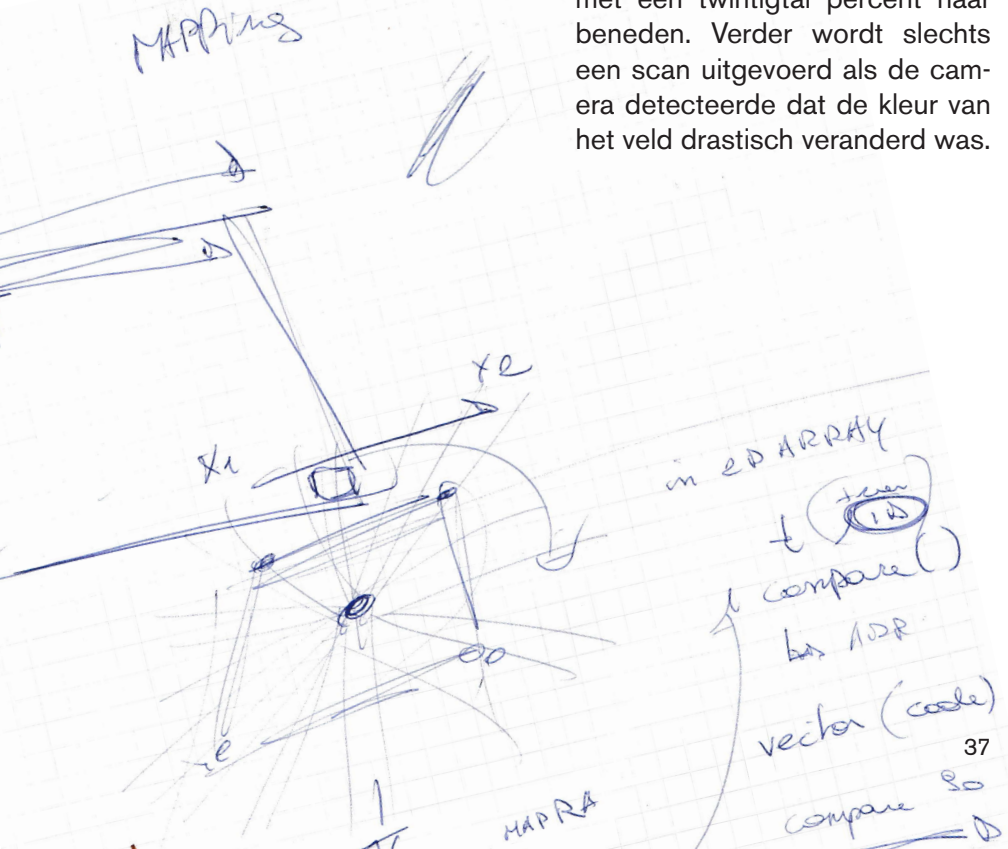 met een twintigtal percent naar
beneden. Verder wordt slechts
een scan uitgevoerd als de cam-
era detecteerde dat de kleur van
het veld drastisch veranderd was.
MAPPiNG
x2
x1
in 2D ARRAY
compare()
vector (code)
37
MAPRA
compare